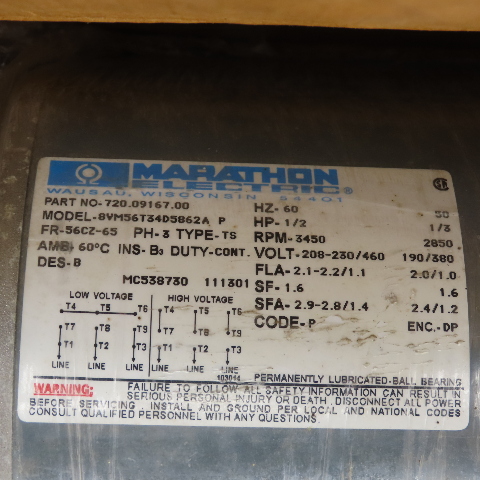 MARATHON
ELECTRIC®
WAUSAU, WISCONSIN 54401
PART NO-720.09167.00
MODEL-8VM56T34D5862A P
FR-56CZ-65 PH-3 TYPE-TS
AMB-60°C INS-B3 DUTY-CONT.
DES-B
HZ-60 50
HP-1/2 1/3
RPM-3450 2850
VOLT-208-230/460 190/380
FLA-2.1-2.2/1.1 2.0/1.0
SF-1.6 1.6
SFA-2.9-2.8/1.4 2.4/1.2
CODE-P ENC.-DP
MC538730 111301
LOW VOLTAGE HIGH VOLTAGE
T4 T5 T6 T4 T5 T6
T7 T8 T9 T7 T8 T9
T1 T2 T3 T1 T2 T3
LINE LINE LINE LINE
103014
PERMANENTLY LUBRICATED-BALL BEARING
WARNING: FAILURE TO FOLLOW ALL SAFETY INFORMATION CAN RESULT IN
SERIOUS PERSONAL INJURY OR DEATH. DISCONNECT ALL POWER
BEFORE SERVICING. INSTALL AND GROUND PER LOCAL AND NATIONAL CODES
CONSULT QUALIFIED PERSONNEL WITH ANY QUESTIONS.